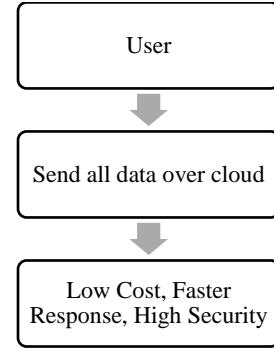 User
Send all data over cloud
Low Cost, Faster
Response, High Security